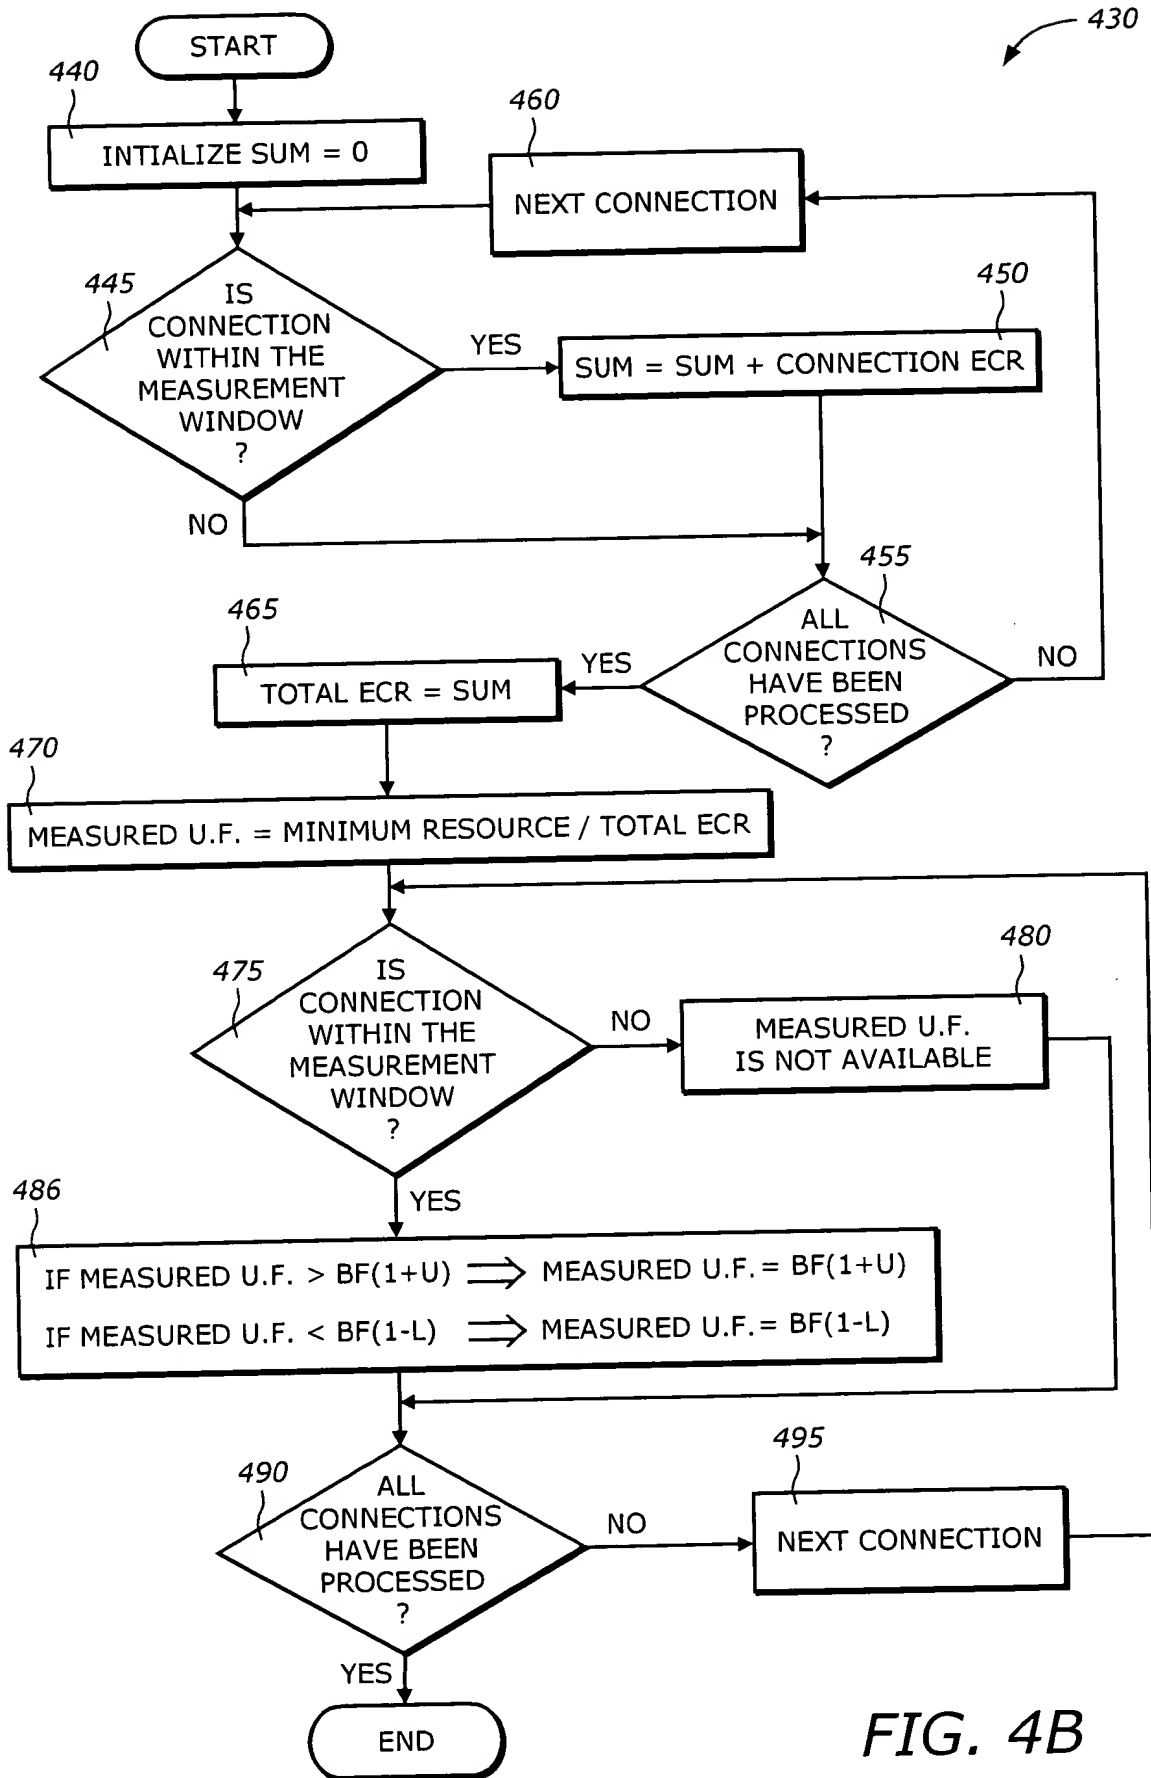 START
430
440
INTIALIZE SUM = 0
460
NEXT CONNECTION
445
IS
CONNECTION
WITHIN THE
MEASUREMENT
WINDOW
?
YES
450
SUM = SUM + CONNECTION ECR
NO
455
ALL
CONNECTIONS
HAVE BEEN
PROCESSED
?
NO
YES
465
TOTAL ECR = SUM
470
MEASURED U.F. = MINIMUM RESOURCE / TOTAL ECR
475
IS
CONNECTION
WITHIN THE
MEASUREMENT
WINDOW
?
NO
480
MEASURED U.F.
IS NOT AVAILABLE
YES
486
IF MEASURED U.F. > BF(1+U) ⟹ MEASURED U.F. = BF(1+U)
IF MEASURED U.F. < BF(1-L) ⟹ MEASURED U.F. = BF(1-L)
490
ALL
CONNECTIONS
HAVE BEEN
PROCESSED
?
NO
495
NEXT CONNECTION
YES
END
FIG. 4B